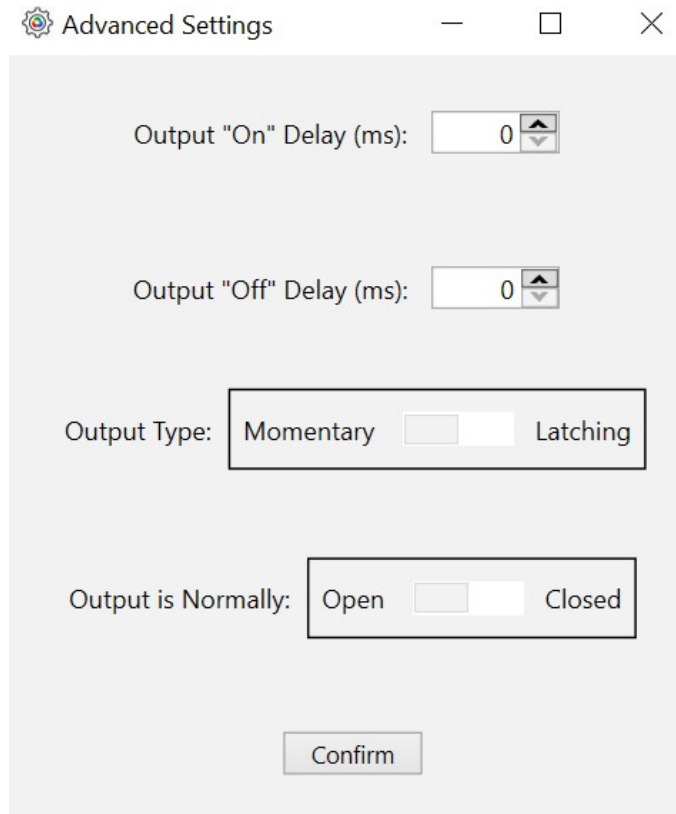 Advanced Settings
Output "On" Delay (ms): 0
Output "Off" Delay (ms): 0
Output Type: Momentary Latching
Output is Normally: Open Closed
Confirm